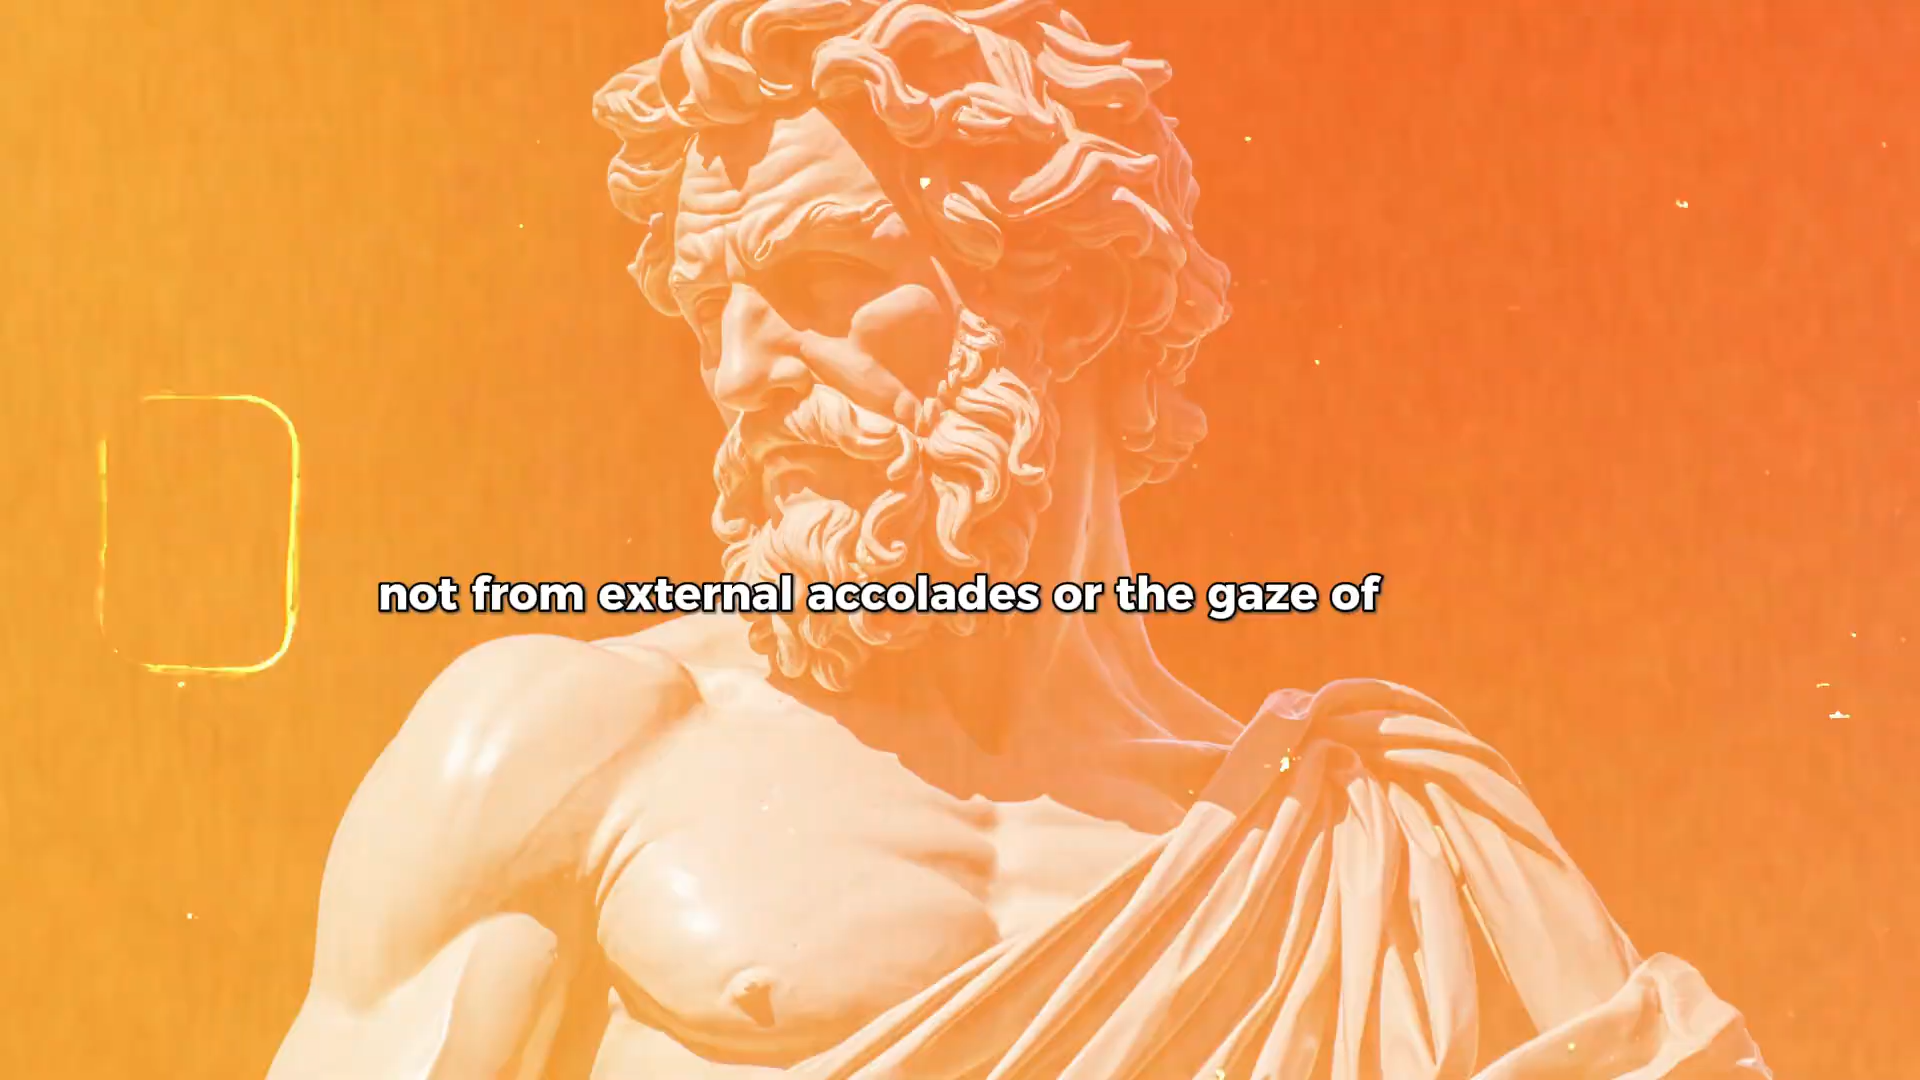 not from external accolades or the gaze of